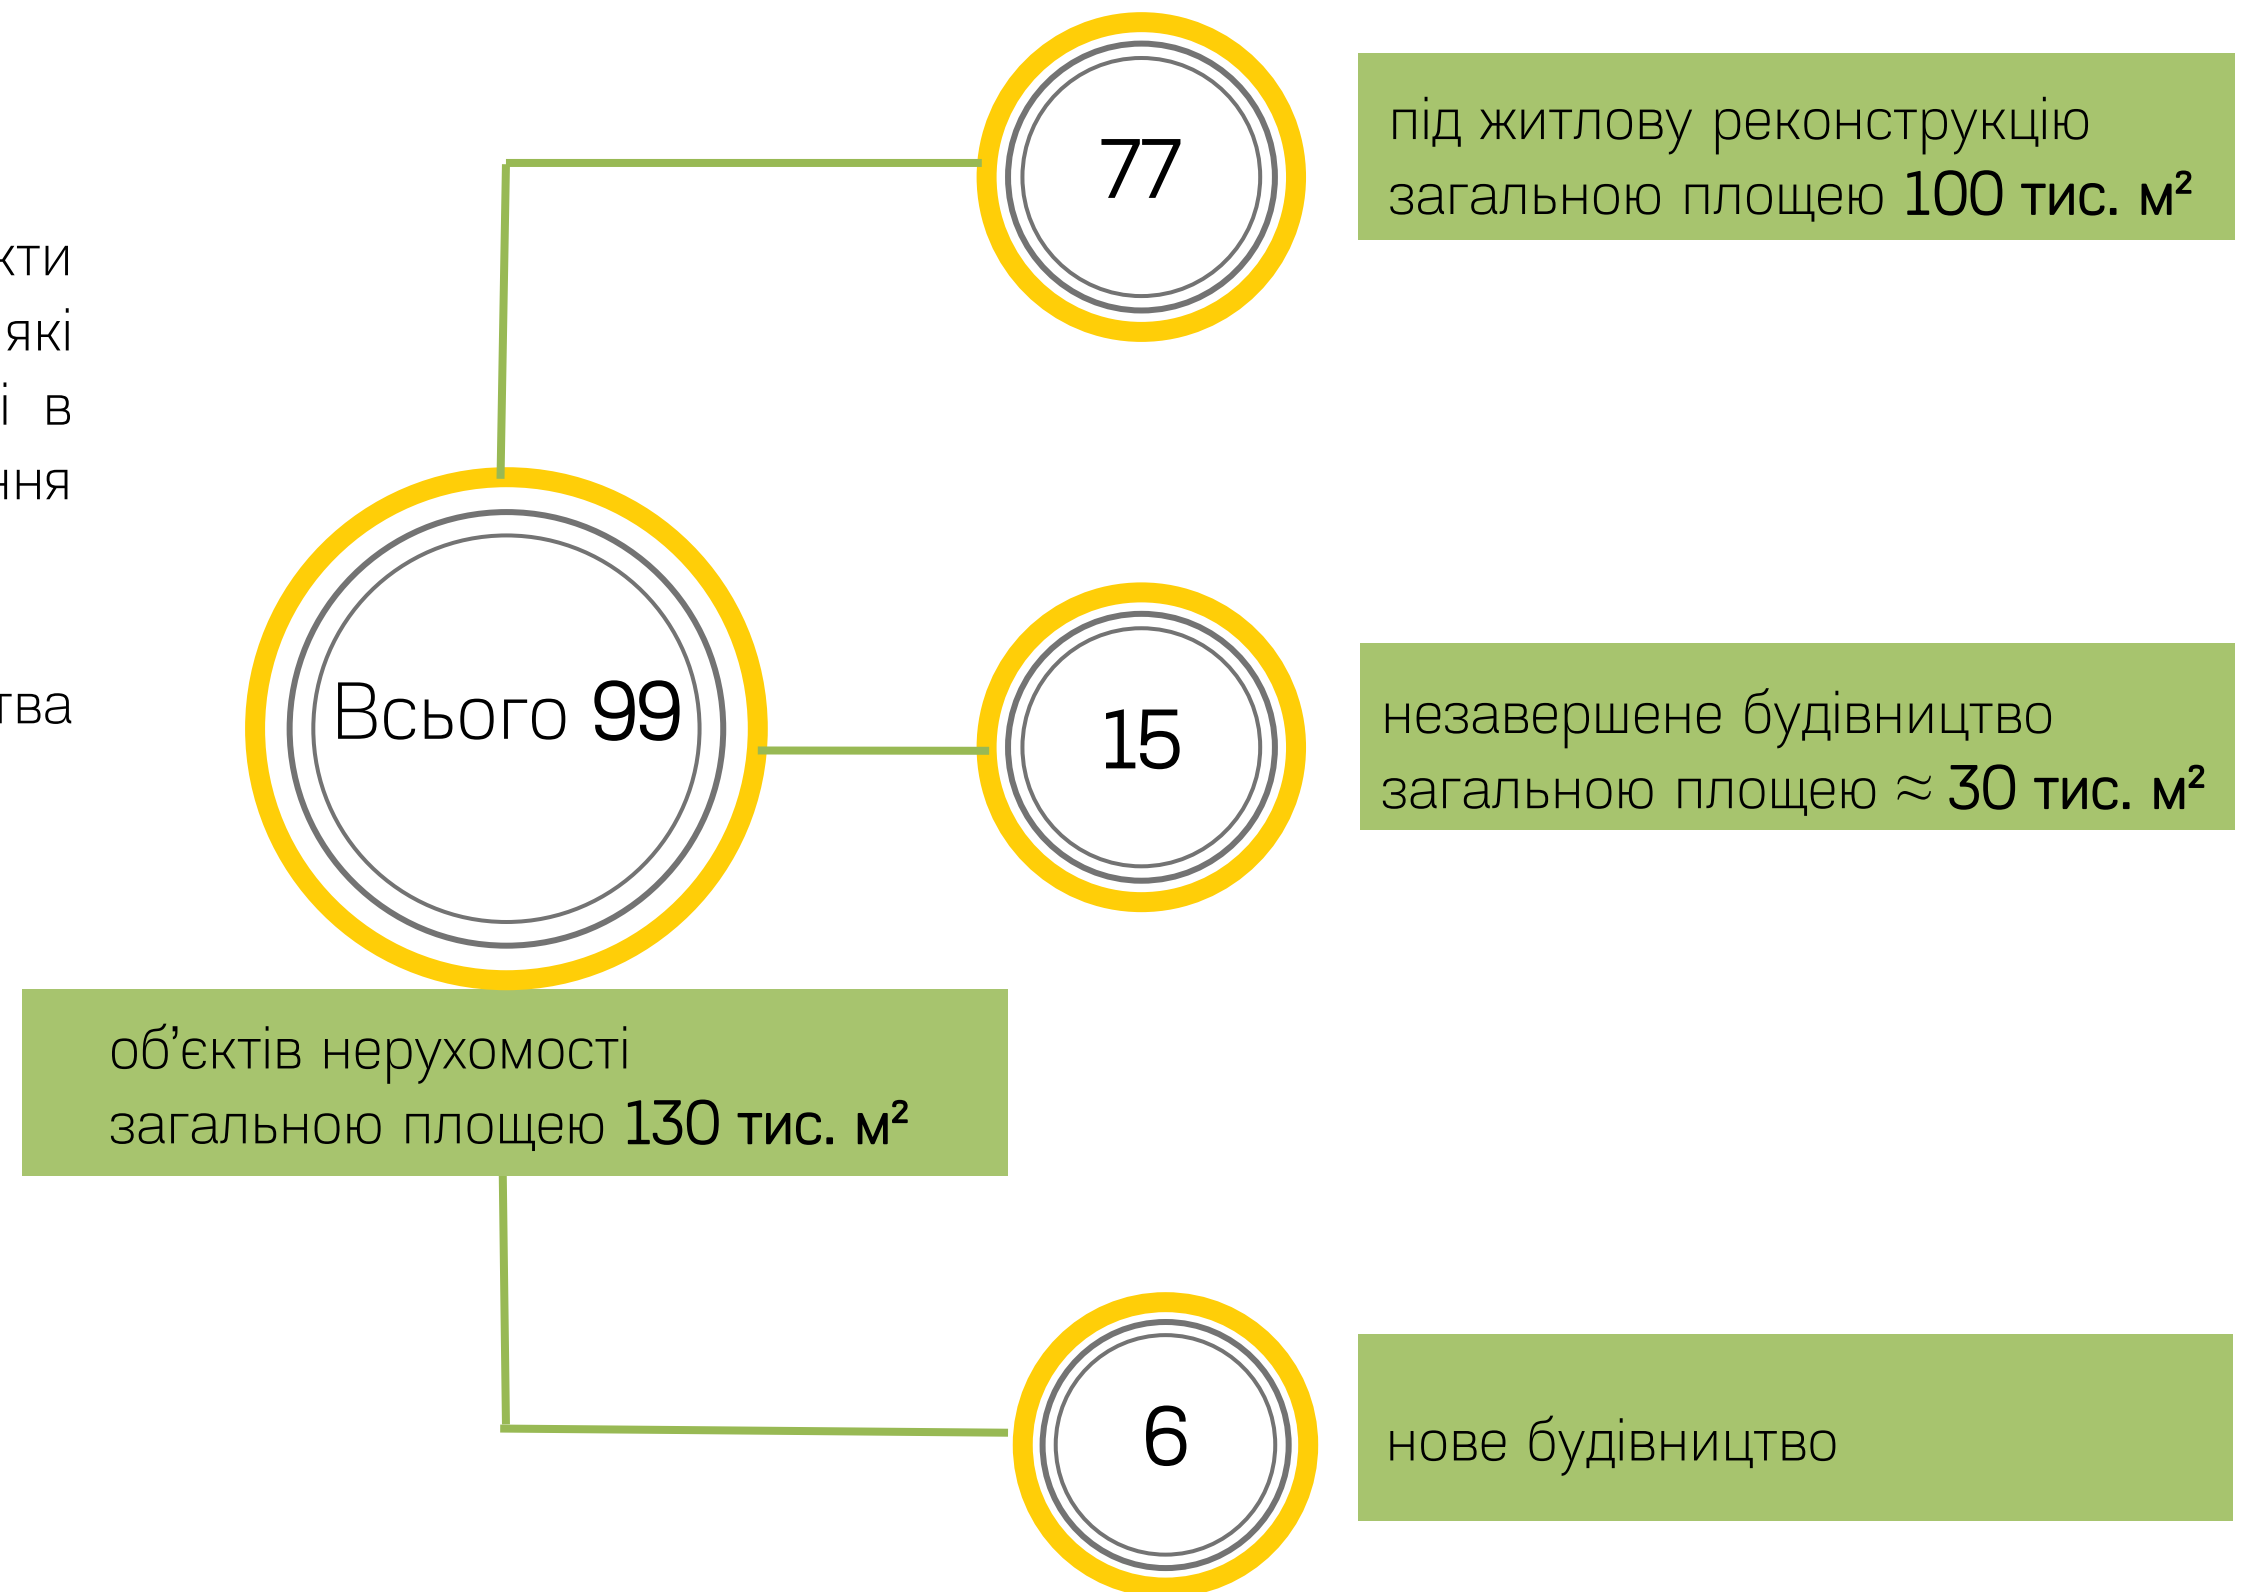 які
в
77
під житлову реконструкцію
загальною площею 100 тис. м²
Всього 99
15
незавершене будівництво
загальною площею ≈ 30 тис. м²
об’єктів нерухомості
загальною площею 130 тис. м²
6
нове будівництво